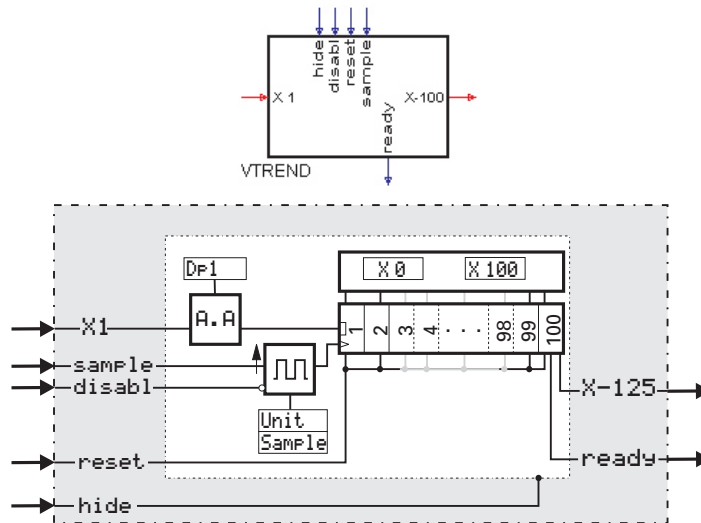 hide
disabl
reset
sample
X 1
X-100
ready
VTREND
X 0
X 100
Dp1
A.A
X1
1 2 3 4 . . . 98 99 100
sample
disabl
X-125
Unit
Sample
reset
ready
hide